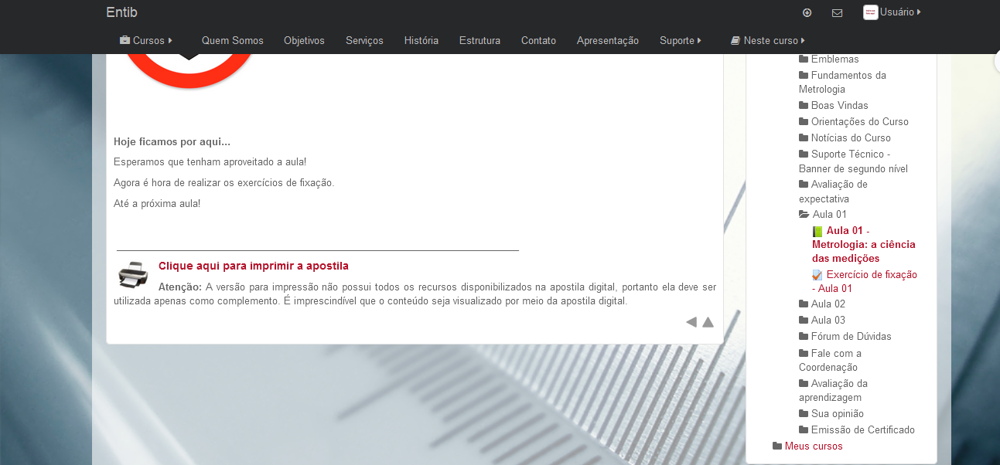 Entib
Usuário
Cursos
Quem Somos
Objetivos
Serviços
História
Estrutura
Contato
Apresentação
Suporte
Neste curso
Hoje ficamos por aqui...
Esperamos que tenham aproveitado a aula!
Agora é hora de realizar os exercícios de fixação.
Até a próxima aula!
Clique aqui para imprimir a apostila
Atenção: A versão para impressão não possui todos os recursos disponibilizados na apostila digital, portanto ela deve ser
utilizada apenas como complemento. É imprescindível que o conteúdo seja visualizado por meio da apostila digital.
Emblemas
Fundamentos da
Metrologia
Boas Vindas
Orientações do Curso
Notícias do Curso
Suporte Técnico -
Banner de segundo nível
Avaliação de
expectativa
Aula 01
Aula 01 -
Metrologia: a ciência
das medições
Exercício de fixação
- Aula 01
Aula 02
Aula 03
Fórum de Dúvidas
Fale com a
Coordenação
Avaliação da
aprendizagem
Sua opinião
Emissão de Certificado
Meus cursos